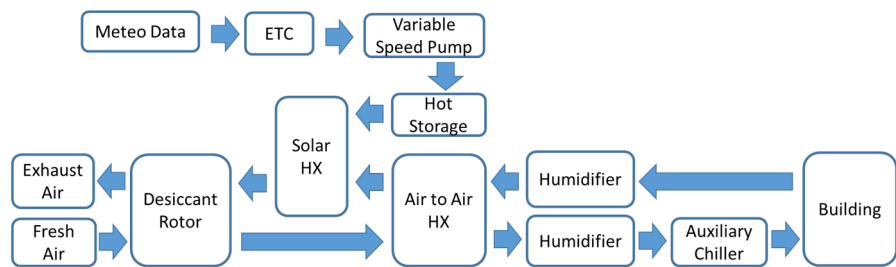 Meteo Data
ETC
Variable
Speed Pump
Hot
Storage
Solar
HX
Exhaust
Air
Desiccant
Rotor
Air to Air
HX
Humidifier
Building
Fresh
Air
Humidifier
Auxiliary
Chiller